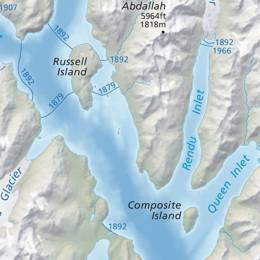 1907
Abdallah
5964ft
1818m
Russell
Island
1892
1892
1892
1966
1879
1879
Rendu Inlet
Queen Inlet
Glacier
Composite
Island
1892